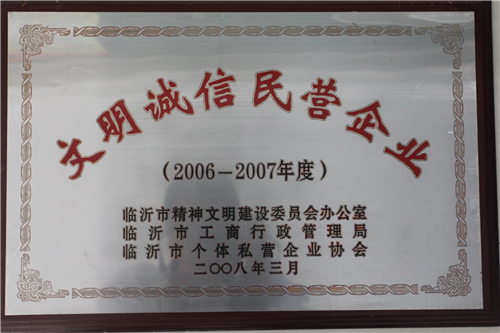 文明诚信民营企业
(2006-2007年度)
临沂市精神文明建设委员会办公室
临沂市工商行政管理局
临沂市个体私营企业协会
二〇〇八年三月